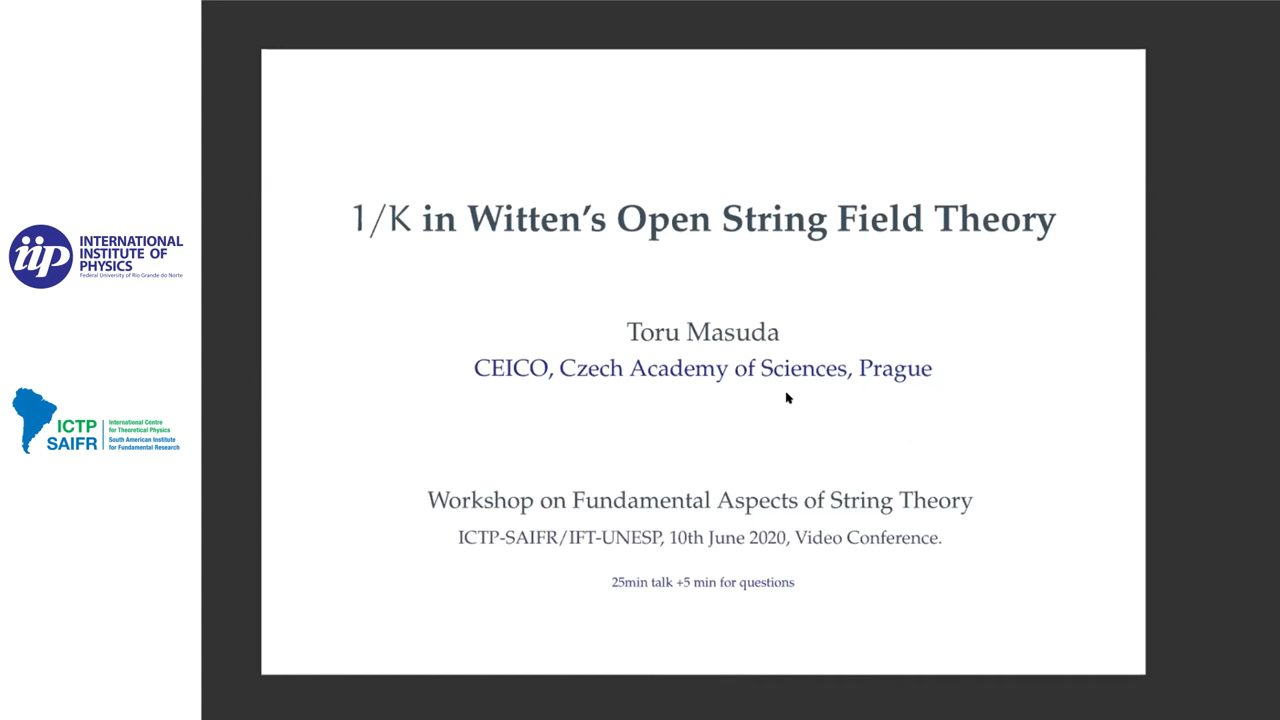 iip
INTERNATIONAL
INSTITUTE OF
PHYSICS
Federal University of Rio Grande do Norte
ICTP
SAIFR
International Centre
for Theoretical Physics
South American Institute
for Fundamental Research
1/K in Witten's Open String Field Theory
Toru Masuda
CEICO, Czech Academy of Sciences, Prague
Workshop on Fundamental Aspects of String Theory
ICTP-SAIFR/IFT-UNESP, 10th June 2020, Video Conference.
25min talk +5 min for questions